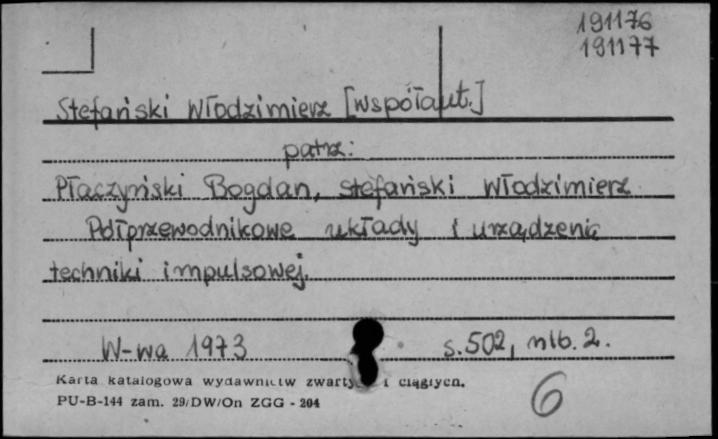 191176
191177
Stefański Włodzimierz [współaut.]
patrz:
Płaczyński Bogdan, Stefański Włodzimierz
Półprzewodnikowe układy i urządzenia
techniki impulsowej.
W-wa 1973 s. 502, nlb. 2.
Karta katalogowa wydawnictw zwartych i ciągłych.
PU-B-144 zam. 29/DW/On ZGG - 204
6